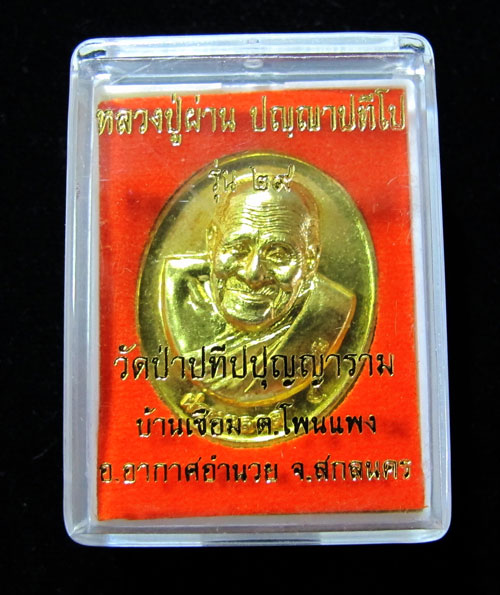 หลวงปู่ผ่าน ปญฺญาปทีโป
รุ่น ๒๙
วัดป่าปทีปปุญญาราม
บ้านเซือม ต.โพนแพง
อ.อากาศอำนวย จ.สกลนคร